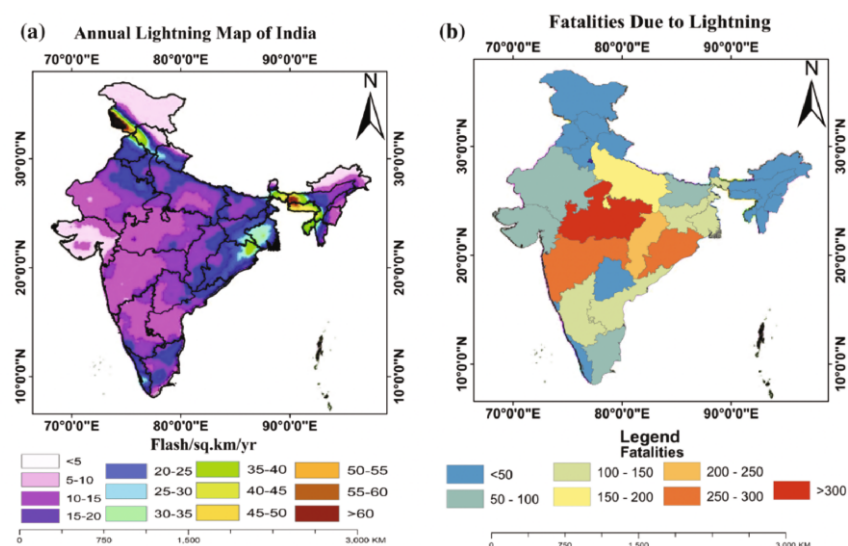 (a)
Annual Lightning Map of India
70°0'0"E 80°0'0"E 90°0'0"E
N
30°0'0"N
20°0'0"N
10°0'0"N
30°0'0"N
20°0'0"N
10°0'0"N
70°0'0"E 80°0'0"E 90°0'0"E
Flash/sq.km/yr
<5 20-25 35-40 50-55
5-10 25-30 40-45 55-60
10-15 30-35 45-50 >60
15-20
0 750 1,500 3,000 KM
(b)
Fatalities Due to Lightning
70°0'0"E 80°0'0"E 90°0'0"E
N
30°0'0"N
20°0'0"N
10°0'0"N
30°0'0"N
20°0'0"N
10°0'0"N
70°0'0"E 80°0'0"E 90°0'0"E
Legend
Fatalities
<50 100 - 150 200 - 250 >300
50 - 100 150 - 200 250 - 300
0 750 1,500 3,000 KM